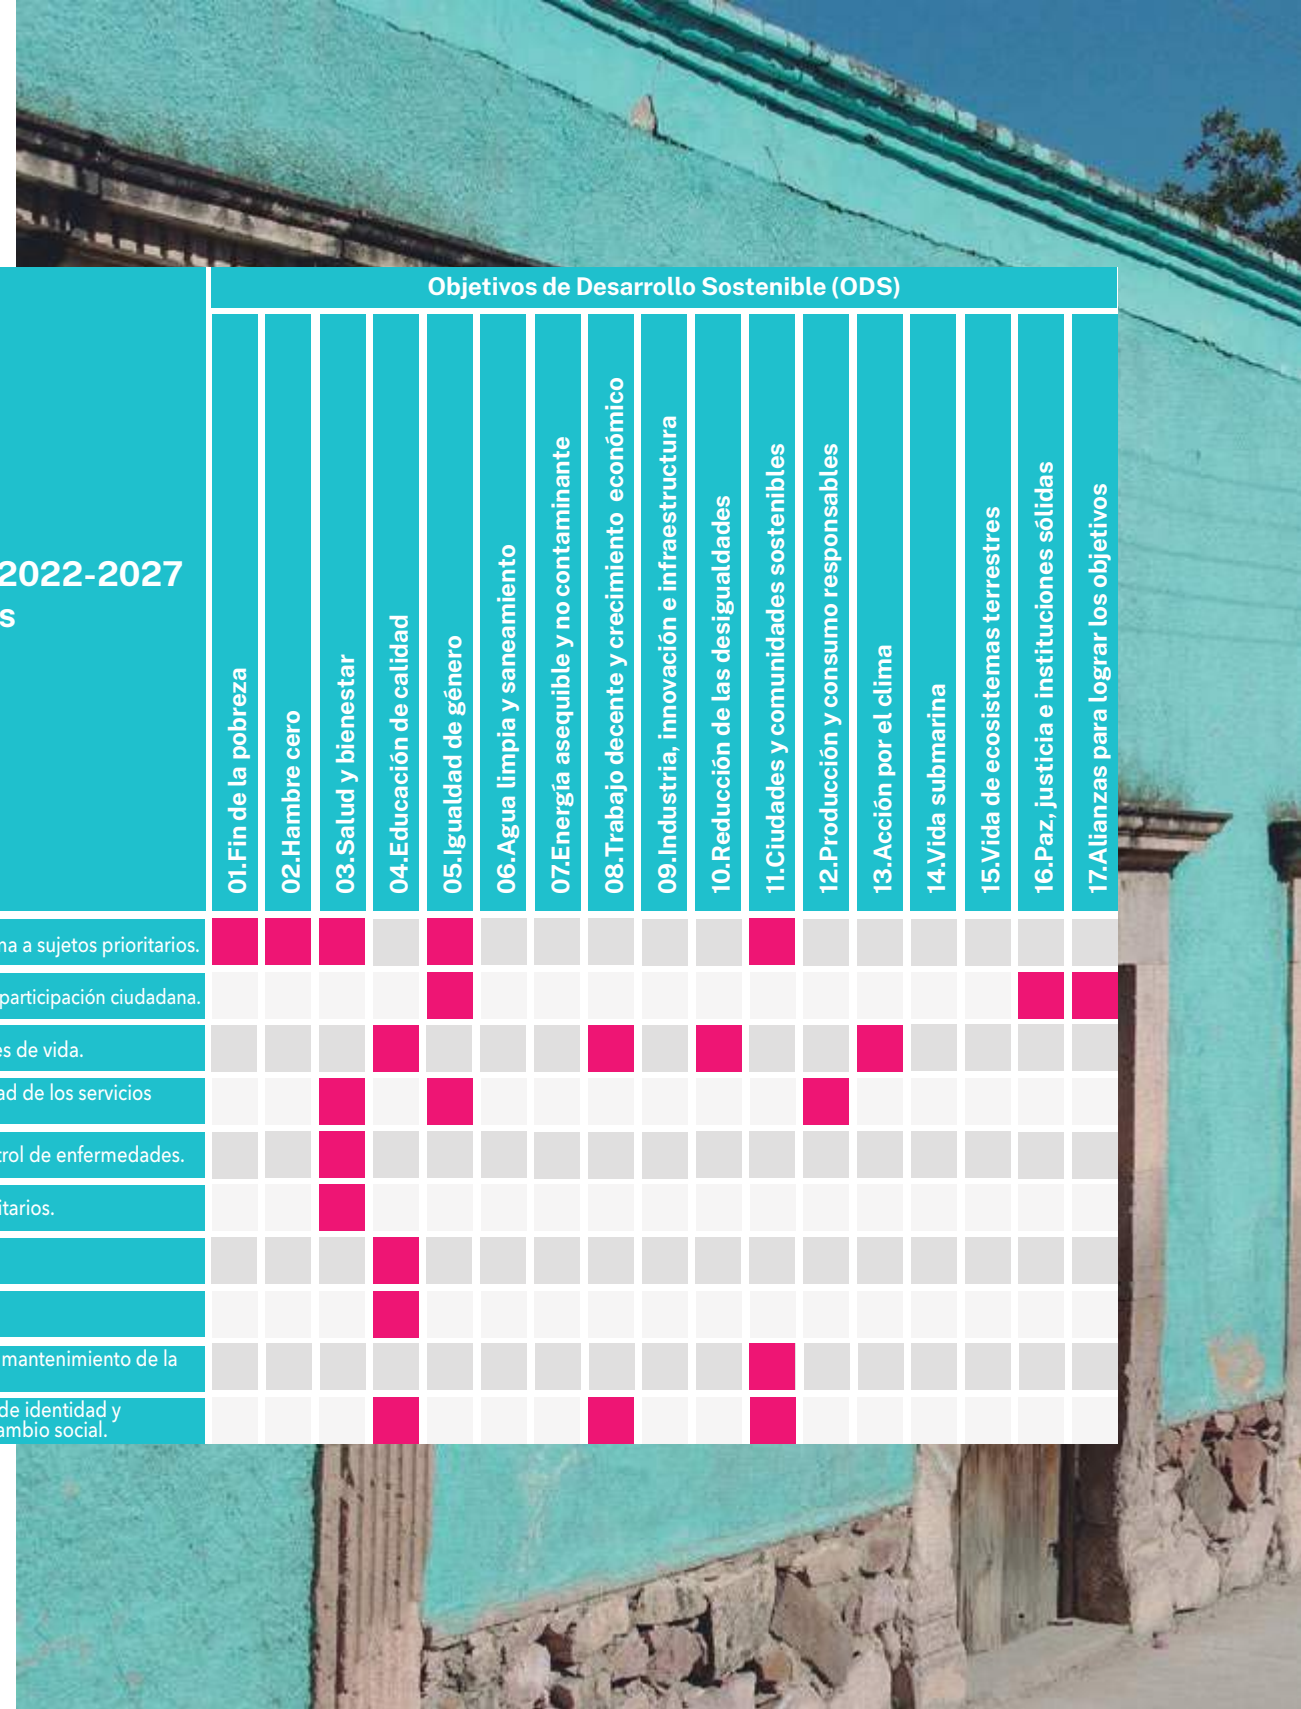 Objetivos de Desarrollo Sostenible (ODS)
2022-2027
s
01.Fin de la pobreza
02.Hambre cero
03.Salud y bienestar
04.Educación de calidad
05.Igualdad de género
06.Agua limpia y saneamiento
07.Energía asequible y no contaminante
08.Trabajo decente y crecimiento económico
09.Industria, innovación e infraestructura
10.Reducción de las desigualdades
11.Ciudades y comunidades sostenibles
12.Producción y consumo responsables
13.Acción por el clima
14.Vida submarina
15.Vida de ecosistemas terrestres
16.Paz, justicia e instituciones sólidas
17.Alianzas para lograr los objetivos
na a sujetos prioritarios.
participación ciudadana.
es de vida.
ad de los servicios
trol de enfermedades.
itarios.
mantenimiento de la
de identidad y
ambio social.